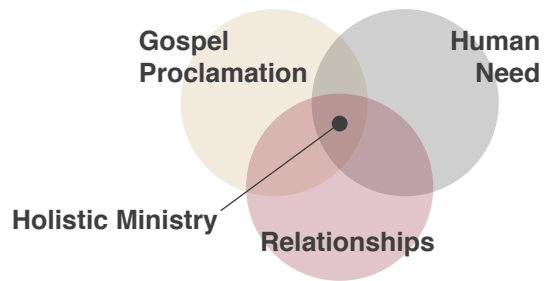 Gospel
Proclamation
Human
Need
Holistic Ministry
Relationships